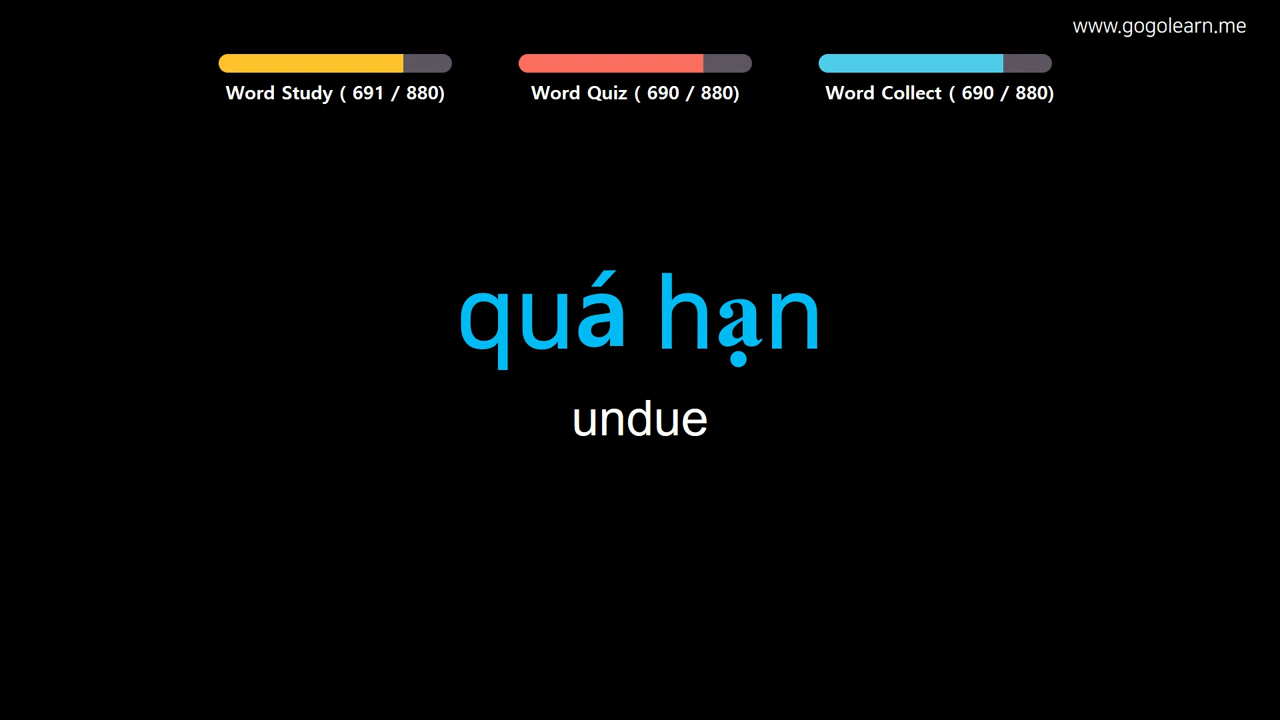 www.gogolearn.me
Word Study ( 691 / 880)
Word Quiz ( 690 / 880)
Word Collect ( 690 / 880)
quá hạn
undue